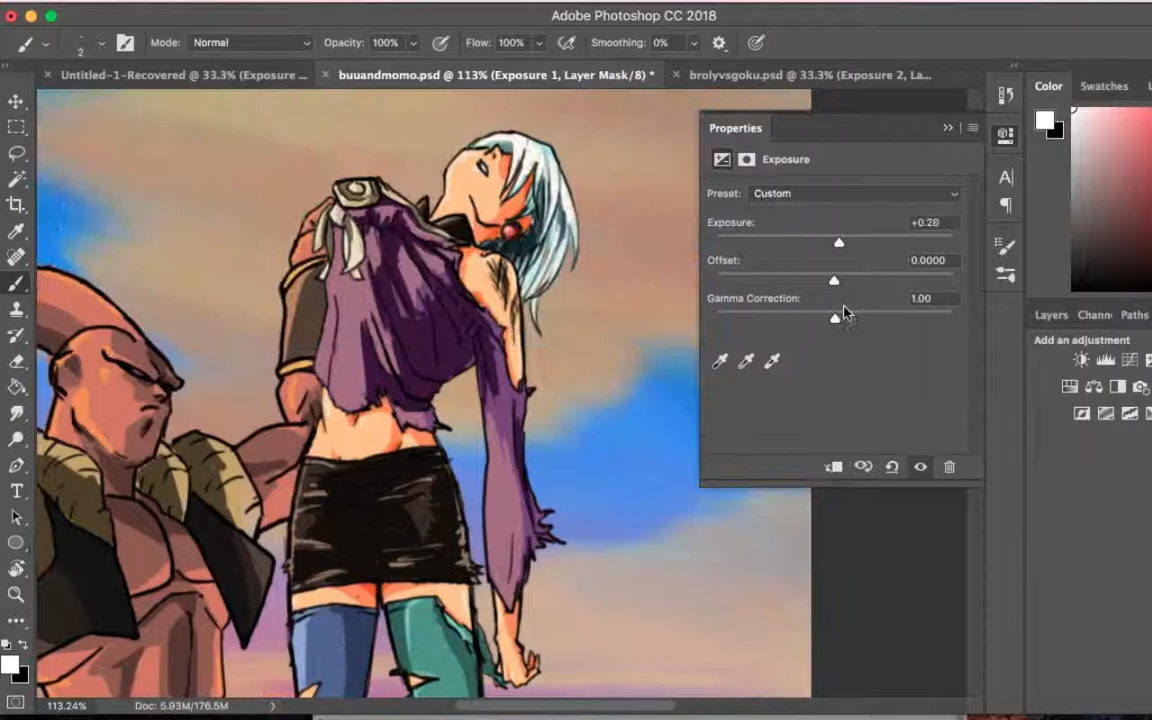 Adobe Photoshop CC 2018
2 Mode: Normal Opacity: 100% Flow: 100% Smoothing: 0%
Untitled-1-Recovered @ 33.3% (Exposure ... buuandmomo.psd @ 113% (Exposure 1, Layer Mask/8) * brolyvsgoku.psd @ 33.3% (Exposure 2, La...
Color Swatches
Properties
Exposure
Preset: Custom
Exposure: +0.28
Offset: 0.0000
Gamma Correction: 1.00
Layers Chann Paths
Add an adjustment
113.24% Doc: 5.93M/176.5M